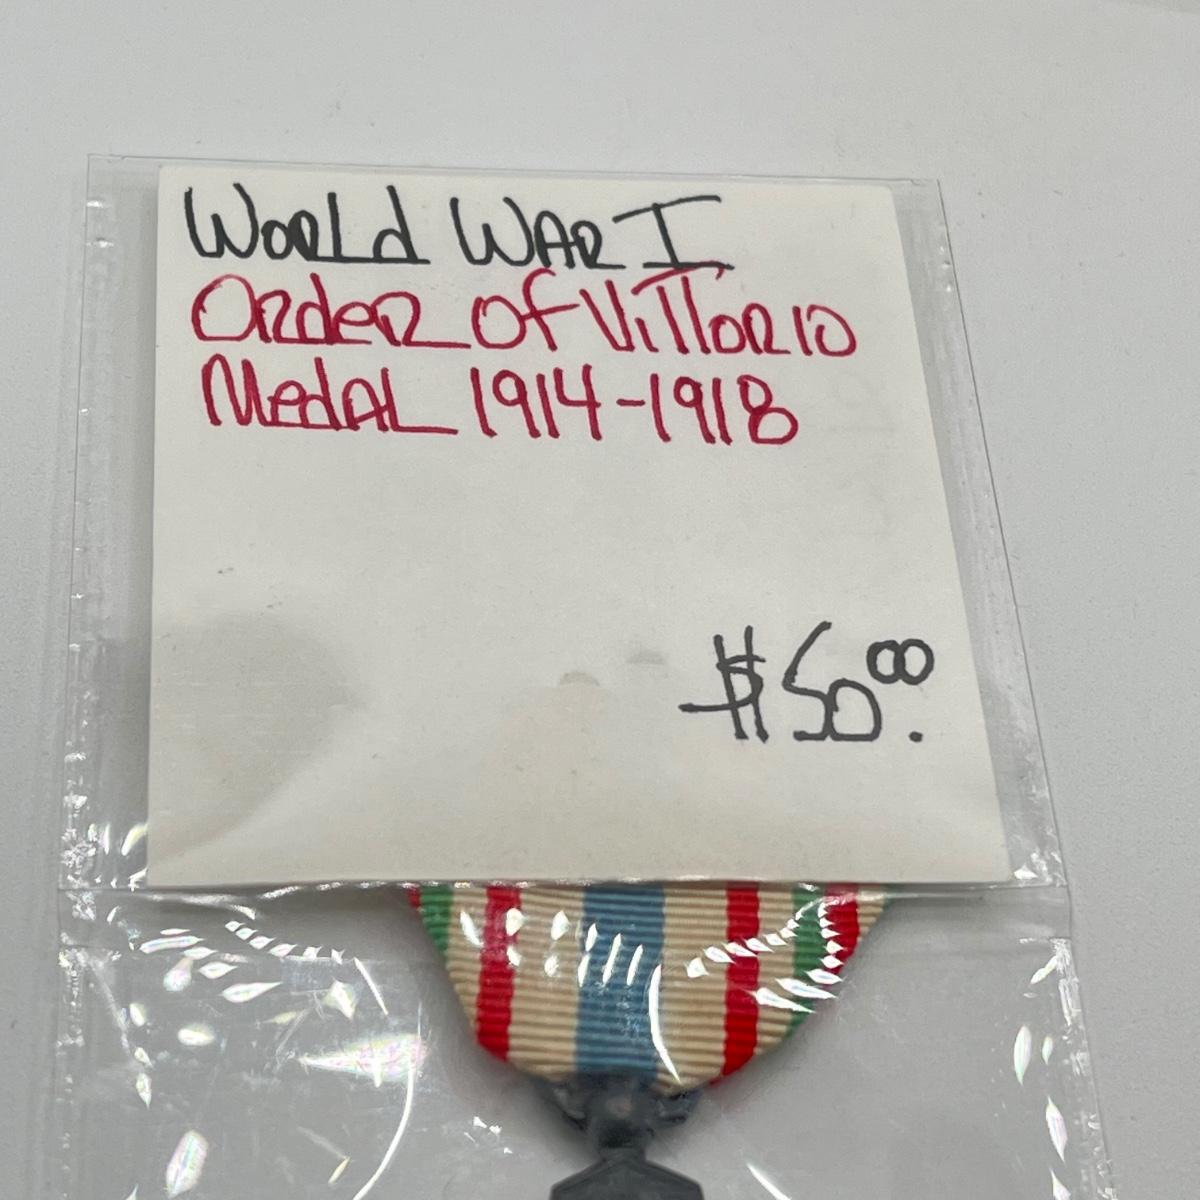 World War I
Order of Vittorio
Medal 1914-1918
$50.00